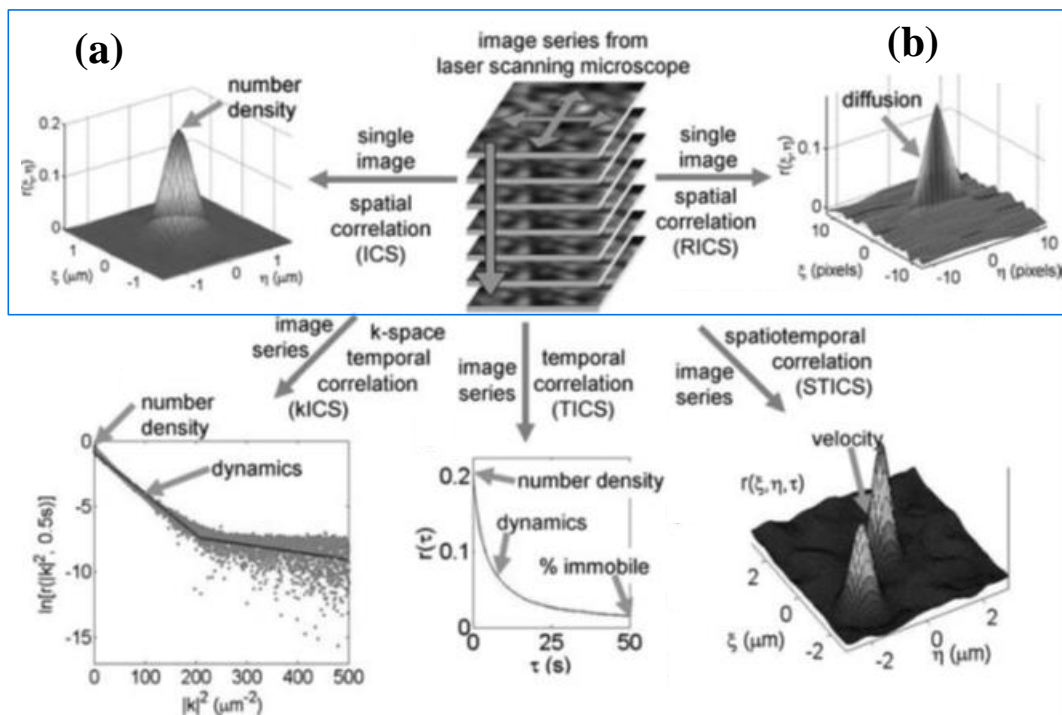 (a)
number
density
0.2
0.1
0
r(ξ,η)
1
0
-1
ξ (μm)
-1
0
1
η (μm)
single
image
spatial
correlation
(ICS)
image series from
laser scanning microscope
single
image
spatial
correlation
(RICS)
(b)
diffusion
0.1
0
r(ξ,η)
10
0
-10
ξ (pixels)
-10
0
10
η (pixels)
image
series
k-space
temporal
correlation
(kICS)
image
series
temporal
correlation
(TICS)
spatiotemporal
correlation
(STICS)
image
series
number
density
dynamics
0
-5
-10
-15
ln[r(|k|², 0.5s)]
0 100 200 300 400 500
|k|² (μm⁻²)
0.2
0.1
0
r(τ)
number density
dynamics
% immobile
0 50
τ (s)
velocity
r(ξ,η,τ)
2
0
-2
ξ (μm)
-2
0
2
η (μm)